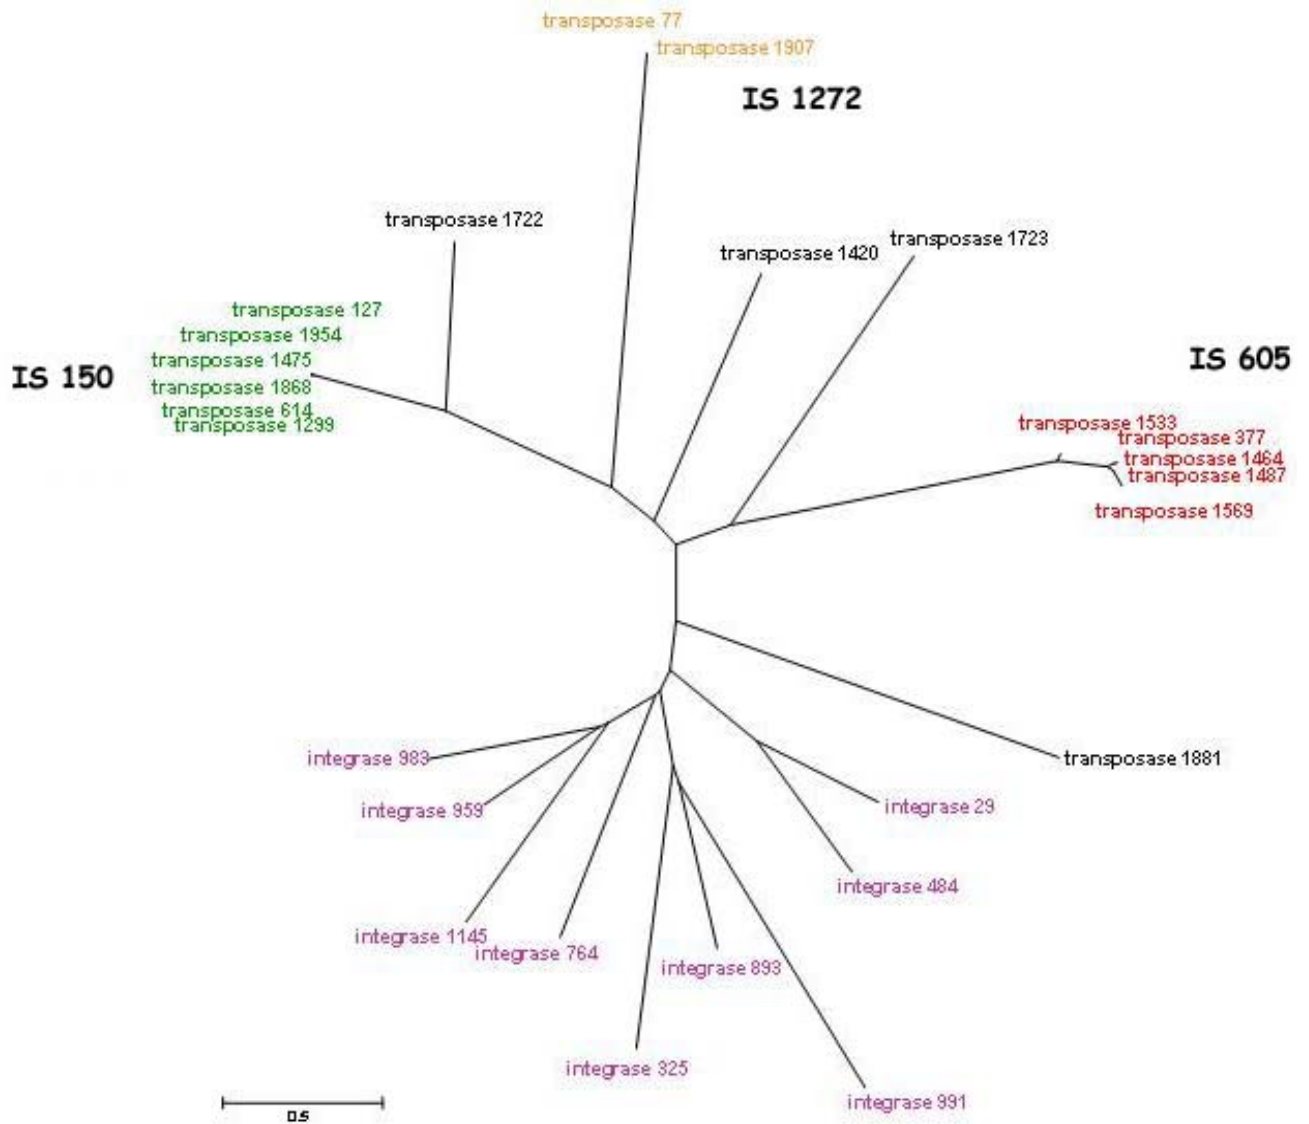 transposase 77
transposase 1907
IS 1272
transposase 1722
transposase 1420
transposase 1723
transposase 127
transposase 1954
transposase 1475
IS 150
transposase 1868
transposase 614
transposase 1299
IS 605
transposase 1533
transposase 377
transposase 1464
transposase 1487
transposase 1569
integrase 983
transposase 1881
integrase 959
integrase 29
integrase 484
integrase 1145
integrase 764
integrase 893
integrase 325
integrase 991
0.5